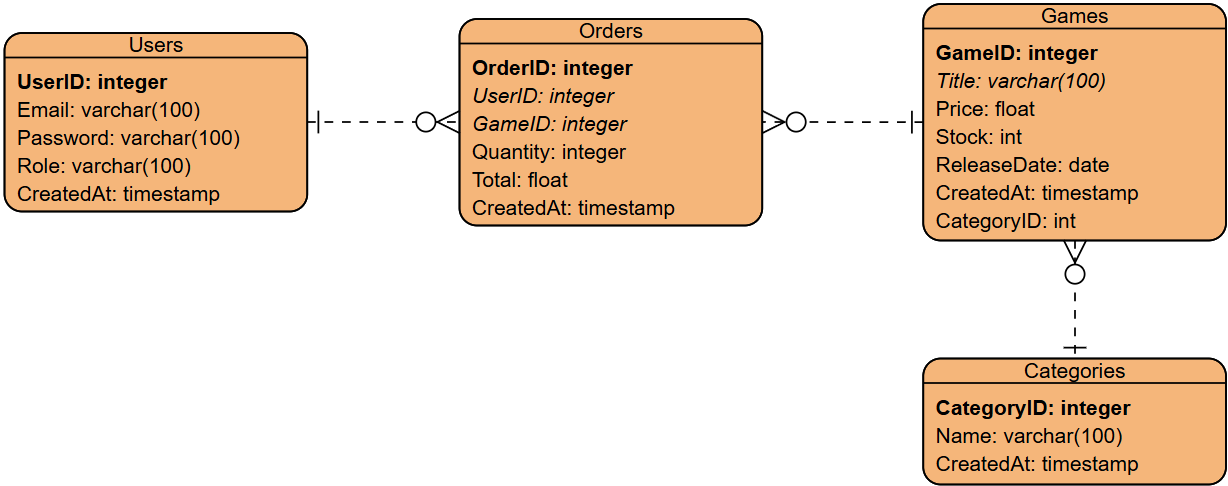 Users
UserID: integer
Email: varchar(100)
Password: varchar(100)
Role: varchar(100)
CreatedAt: timestamp
Orders
OrderID: integer
UserID: integer
GameID: integer
Quantity: integer
Total: float
CreatedAt: timestamp
Games
GameID: integer
Title: varchar(100)
Price: float
Stock: int
ReleaseDate: date
CreatedAt: timestamp
CategoryID: int
Categories
CategoryID: integer
Name: varchar(100)
CreatedAt: timestamp